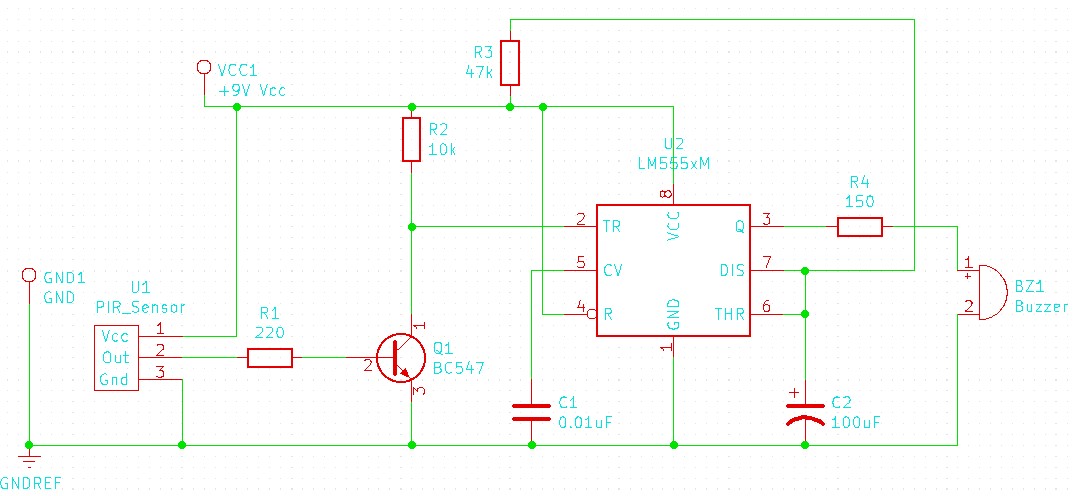 R3
47k
VCC1
+9V Vcc
R2
10k
U2
LM555xM
8
R4
150
2
TR
VCC
Q
3
GND1
GND
5
CV
DIS
7
1
+
BZ1
Buzzer
2
U1
PIR_Sensor
4
R
GND
THR
6
R1
220
Vcc
1
Out
2
Gnd
3
1
2
Q1
BC547
3
1
C1
0.01uF
+
C2
100uF
GNDREF